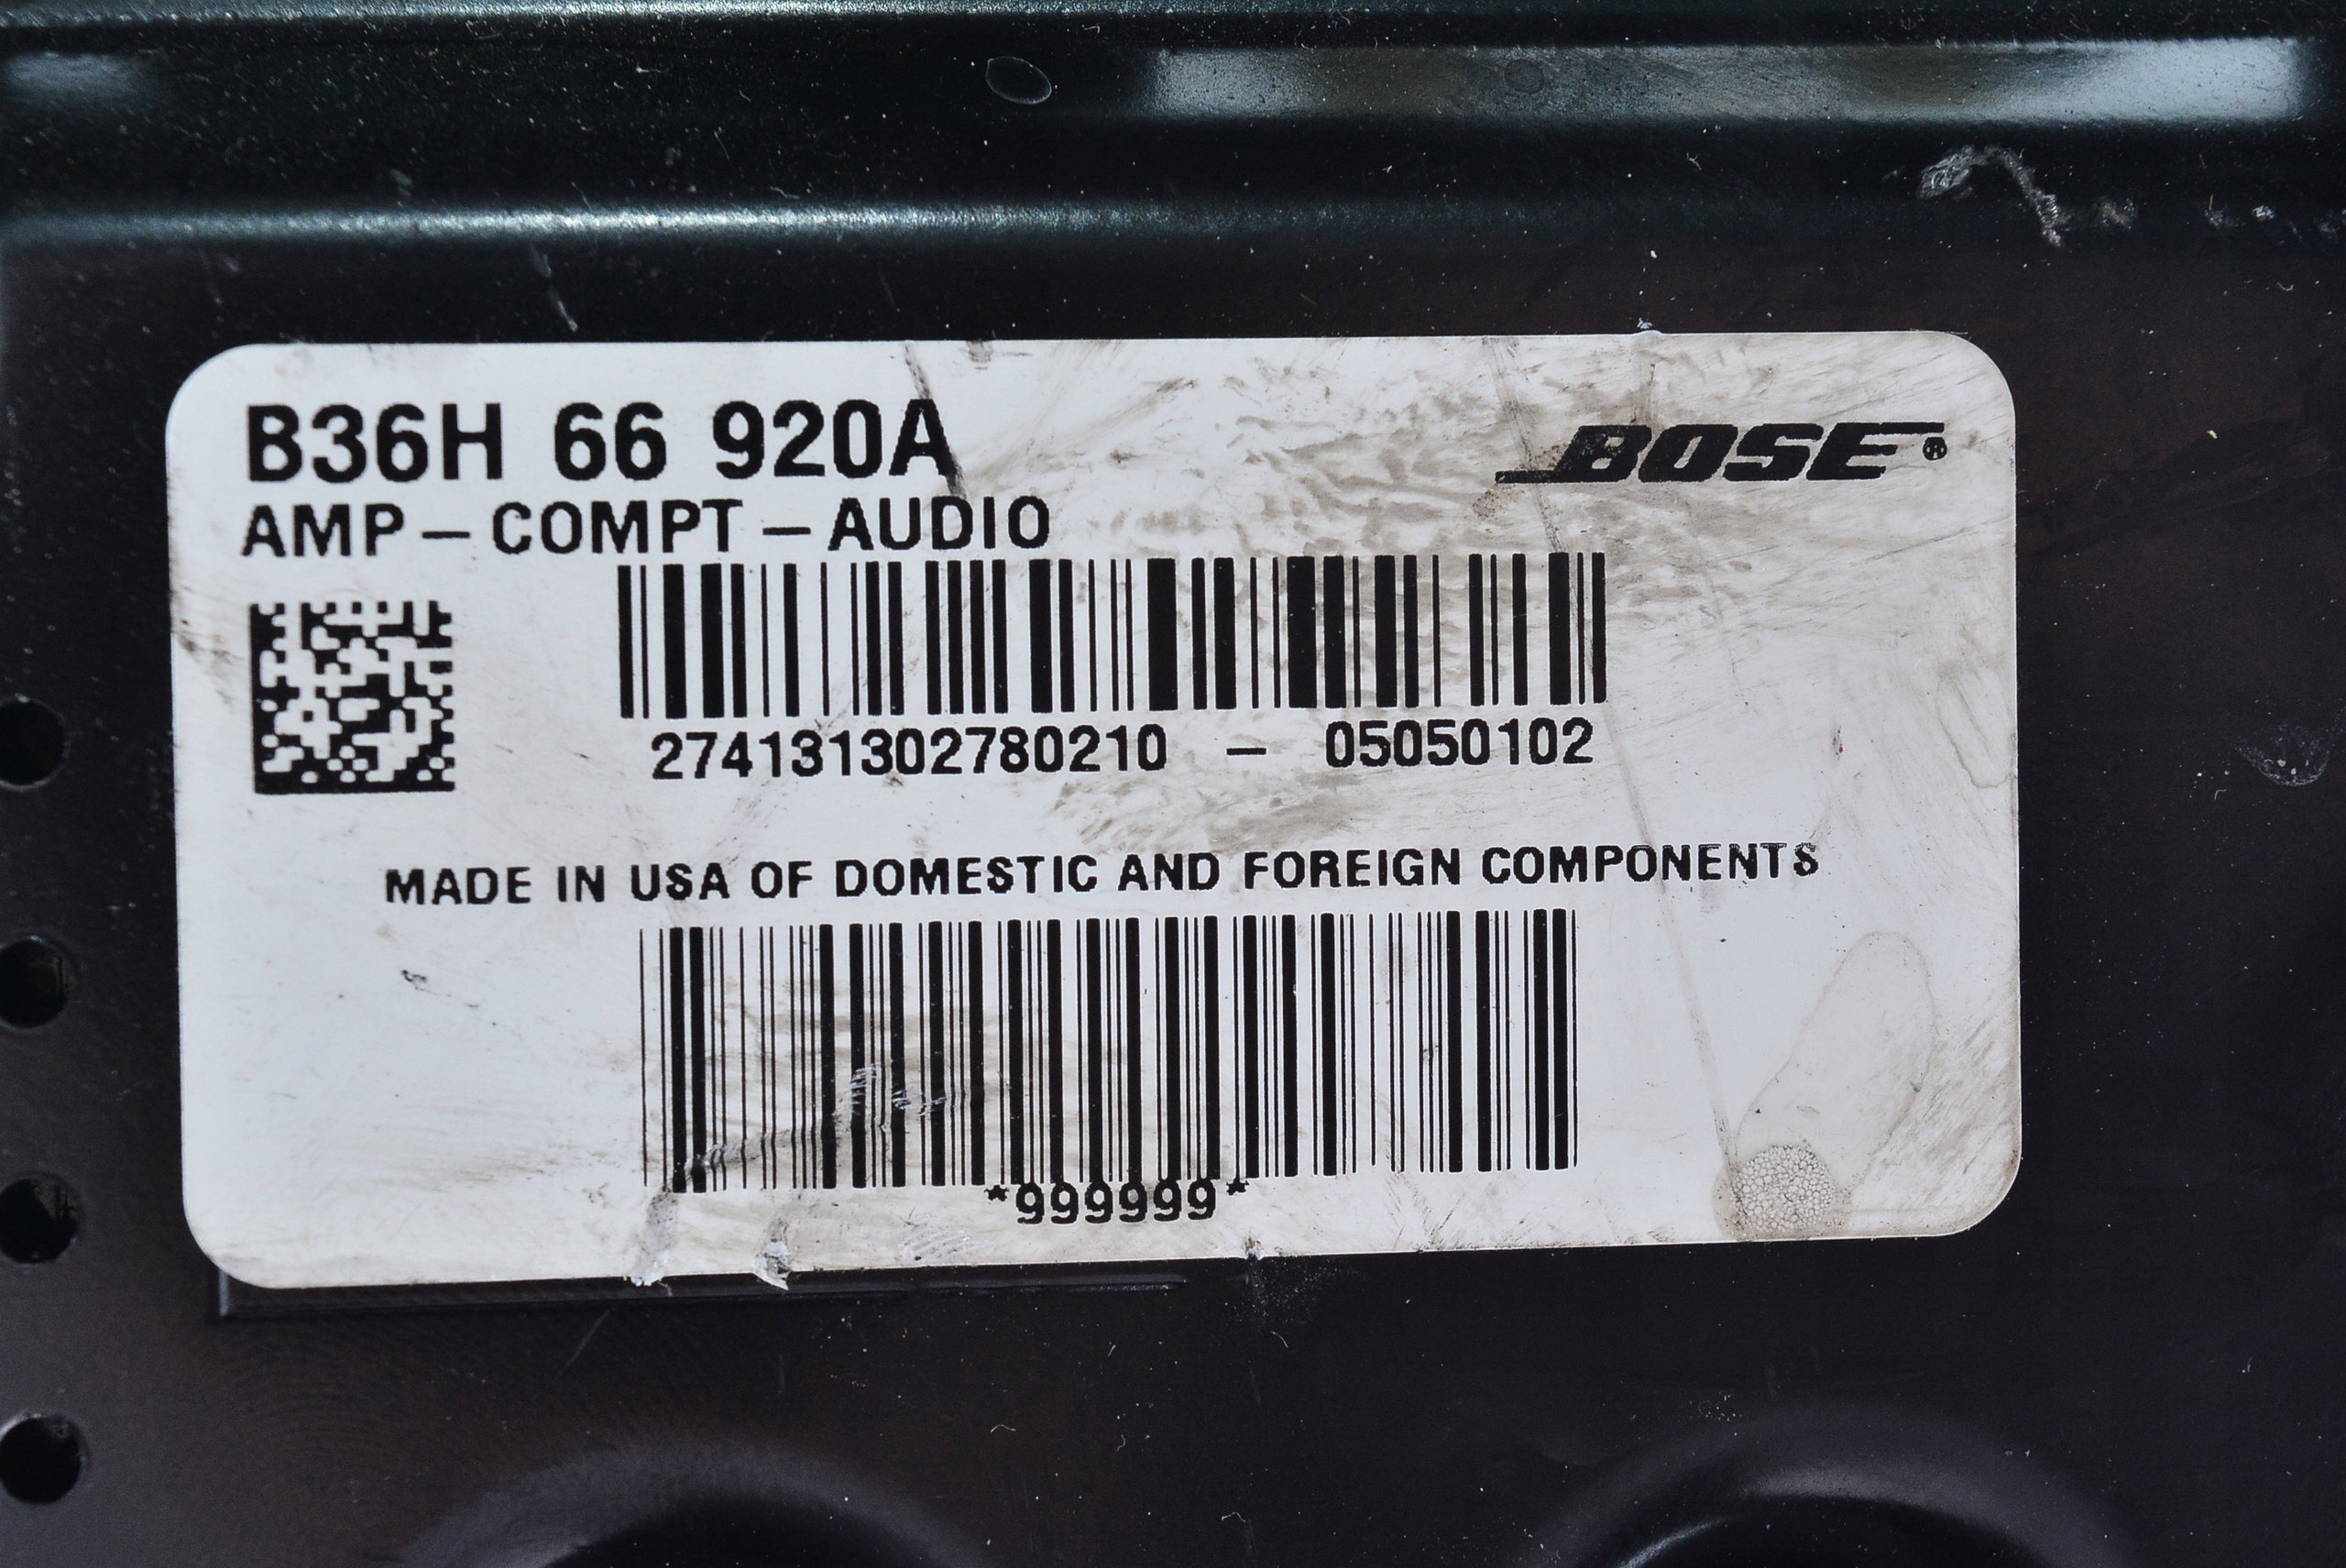 B36H 66 920A
BOSE®
AMP – COMPT – AUDIO
274131302780210 – 05050102
MADE IN USA OF DOMESTIC AND FOREIGN COMPONENTS
*999999*